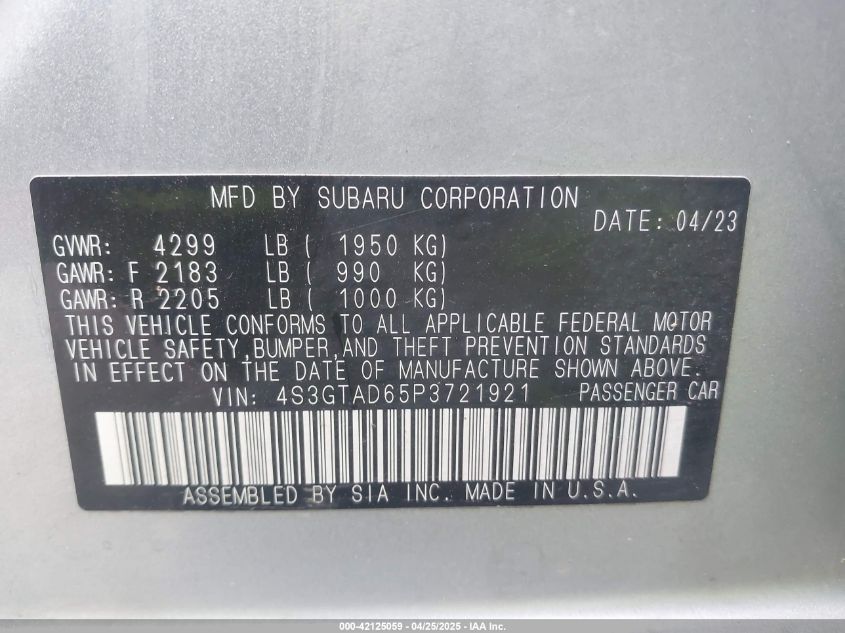 MFD BY SUBARU CORPORATION
DATE: 04/23
GVWR: 4299 LB ( 1950 KG)
GAWR: F 2183 LB ( 990 KG)
GAWR: R 2205 LB ( 1000 KG)
THIS VEHICLE CONFORMS TO ALL APPLICABLE FEDERAL MOTOR
VEHICLE SAFETY,BUMPER,AND THEFT PREVENTION STANDARDS
IN EFFECT ON THE DATE OF MANUFACTURE SHOWN ABOVE.
VIN: 4S3GTAD65P3721921 PASSENGER CAR
ASSEMBLED BY SIA INC. MADE IN U.S.A.
000-42125059 - 04/25/2025 - IAA Inc.